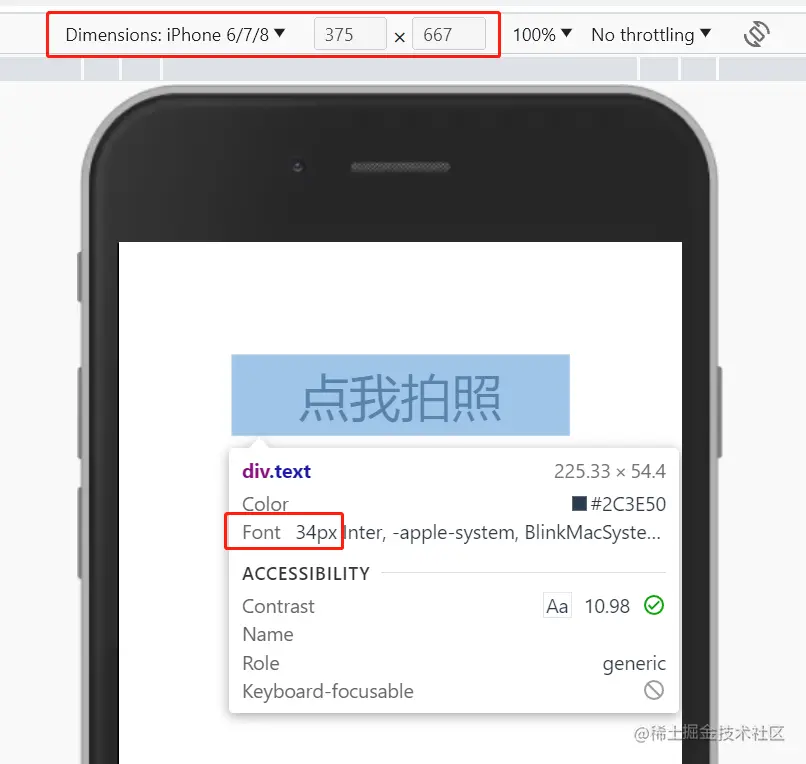 Dimensions: iPhone 6/7/8 ▼ 375 × 667 100% ▼ No throttling ▼
点我拍照
div.text 225.33 × 54.4
Color #2C3E50
Font 34px Inter, -apple-system, BlinkMacSyste...
ACCESSIBILITY
Contrast Aa 10.98
Name
Role generic
Keyboard-focusable
@稀土掘金技术社区